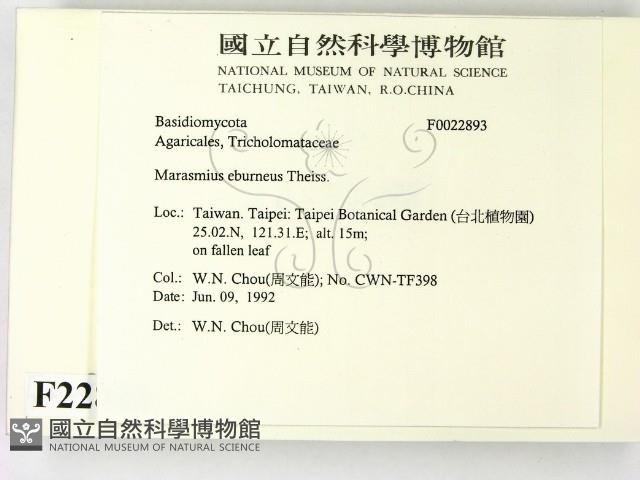 國立自然科學博物館
NATIONAL MUSEUM OF NATURAL SCIENCE
TAICHUNG, TAIWAN, R.O.CHINA
Basidiomycota F0022893
Agaricales, Tricholomataceae
Marasmius eburneus Theiss.
Loc.: Taiwan. Taipei: Taipei Botanical Garden (台北植物園)
25.02.N, 121.31.E; alt. 15m;
on fallen leaf
Col.: W.N. Chou(周文能); No. CWN-TF398
Date: Jun. 09, 1992
Det.: W.N. Chou(周文能)
F22
國立自然科學博物館
NATIONAL MUSEUM OF NATURAL SCIENCE